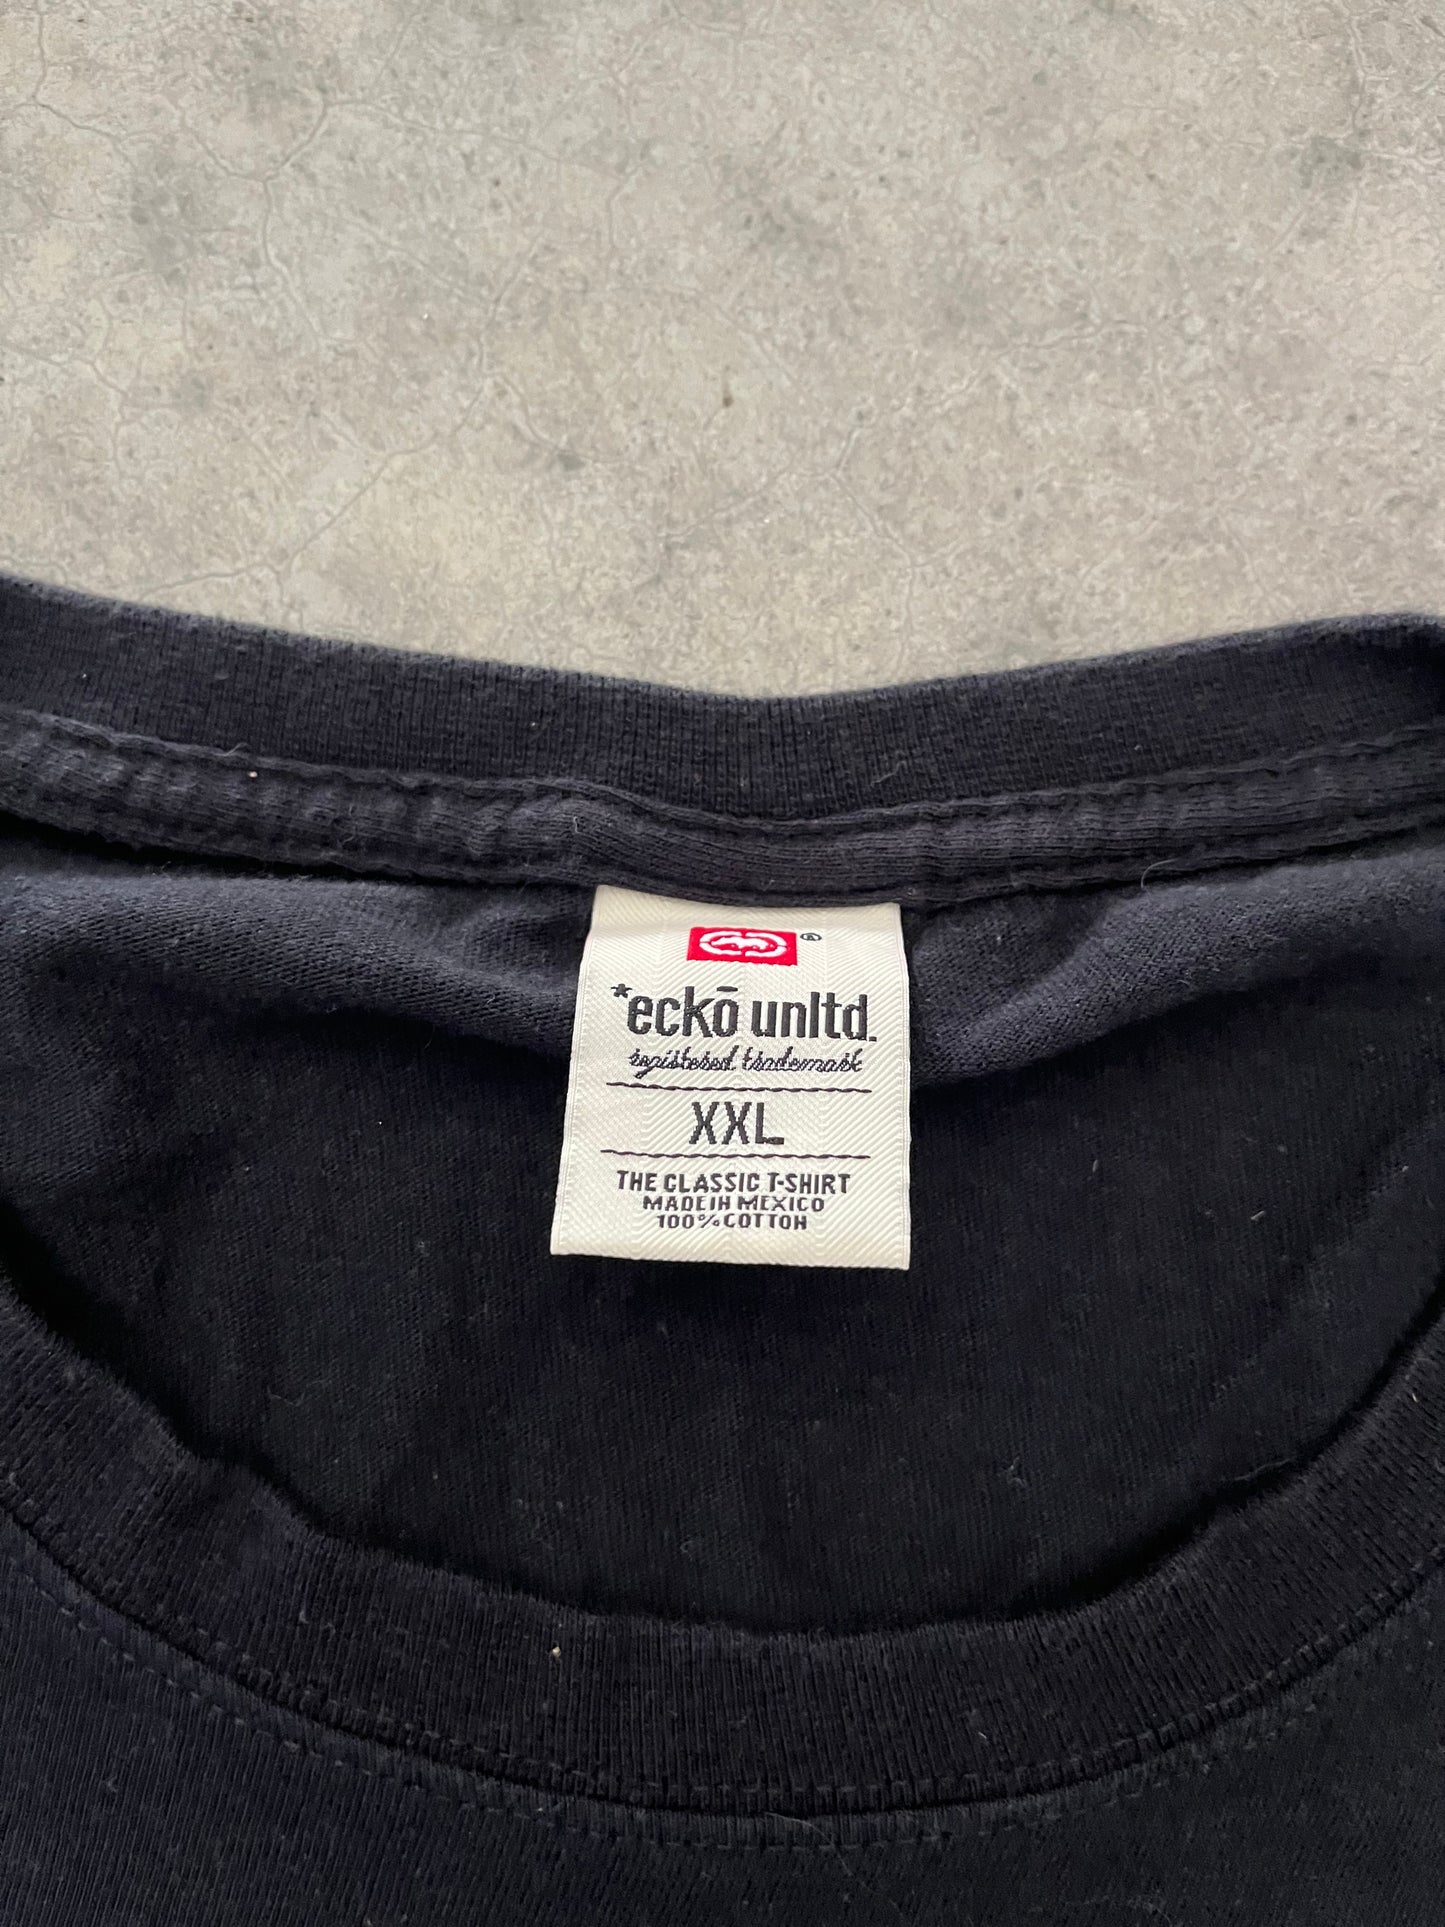 ®
*eckō unltd.
registered trademark
XXL
THE CLASSIC T-SHIRT
MADE IN MEXICO
100% COTTON